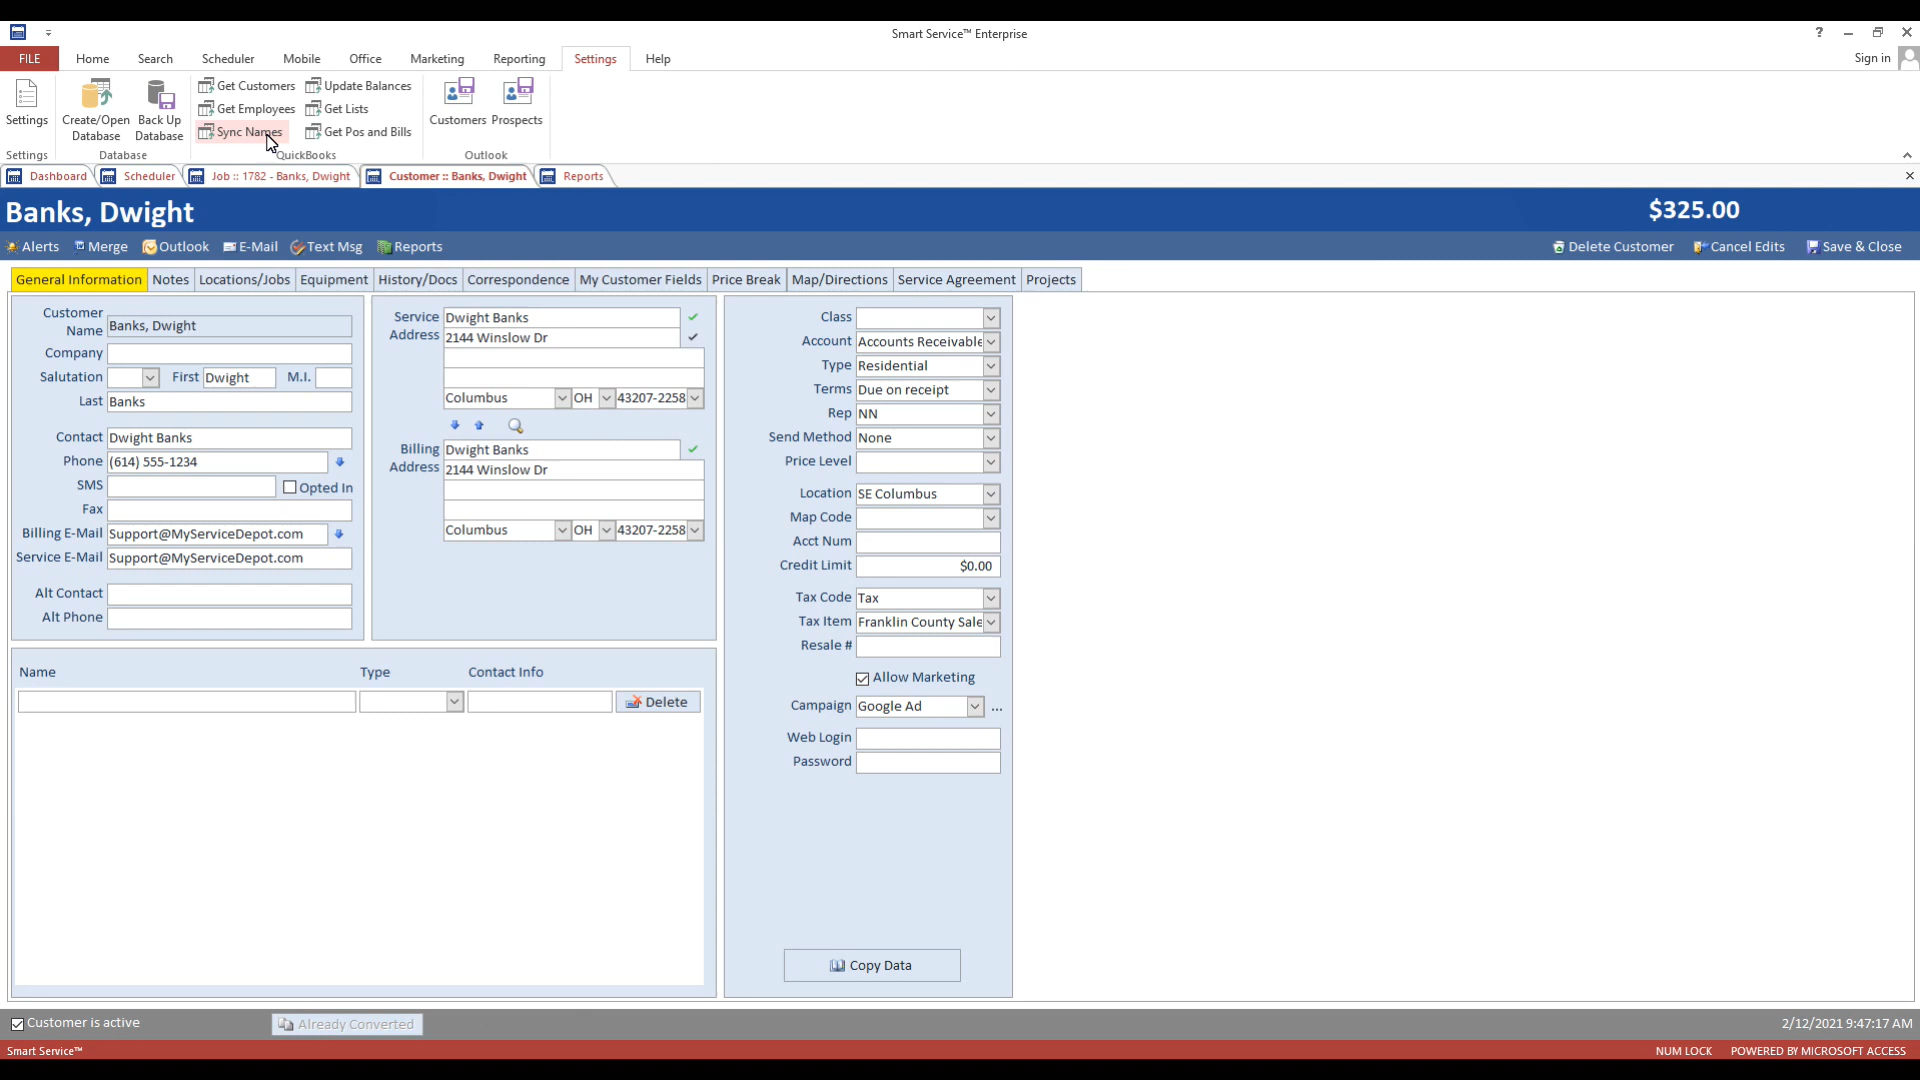 Smart Service™ Enterprise
?
FILE Home Search Scheduler Mobile Office Marketing Reporting Settings Help Sign in
Settings
Create/Open Database
Back Up Database
Get Customers Update Balances
Get Employees Get Lists
Sync Names Get Pos and Bills
Customers Prospects
Settings Database QuickBooks Outlook
Dashboard Scheduler Job :: 1782 - Banks, Dwight Customer :: Banks, Dwight Reports
Banks, Dwight $325.00
Alerts Merge Outlook E-Mail Text Msg Reports Delete Customer Cancel Edits Save & Close
General Information Notes Locations/Jobs Equipment History/Docs Correspondence My Customer Fields Price Break Map/Directions Service Agreement Projects
Customer Name Banks, Dwight
Company
Salutation First Dwight M.I.
Last Banks
Contact Dwight Banks
Phone (614) 555-1234
SMS Opted In
Fax
Billing E-Mail Support@MyServiceDepot.com
Service E-Mail Support@MyServiceDepot.com
Alt Contact
Alt Phone
Service Address Dwight Banks
2144 Winslow Dr
Columbus OH 43207-2258
Billing Address Dwight Banks
2144 Winslow Dr
Columbus OH 43207-2258
Class
Account Accounts Receivable
Type Residential
Terms Due on receipt
Rep NN
Send Method None
Price Level
Location SE Columbus
Map Code
Acct Num
Credit Limit $0.00
Tax Code Tax
Tax Item Franklin County Sale
Resale #
Allow Marketing
Campaign Google Ad ...
Web Login
Password
Copy Data
Name Type Contact Info
Delete
Customer is active Already Converted 2/12/2021 9:47:17 AM
Smart Service™ NUM LOCK POWERED BY MICROSOFT ACCESS